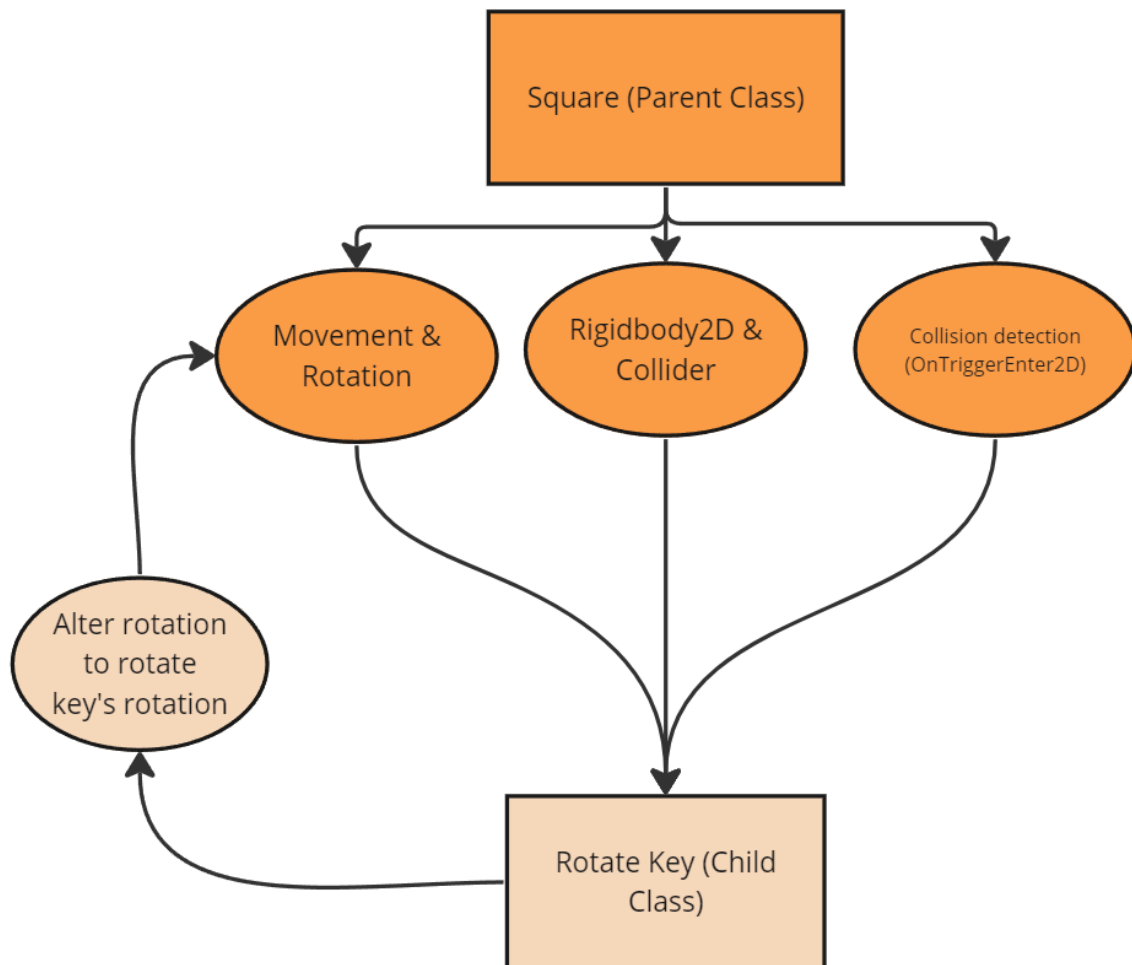 Square (Parent Class)
Movement &
Rotation
Rigidbody2D &
Collider
Collision detection
(OnTriggerEnter2D)
Alter rotation
to rotate
key's rotation
Rotate Key (Child
Class)